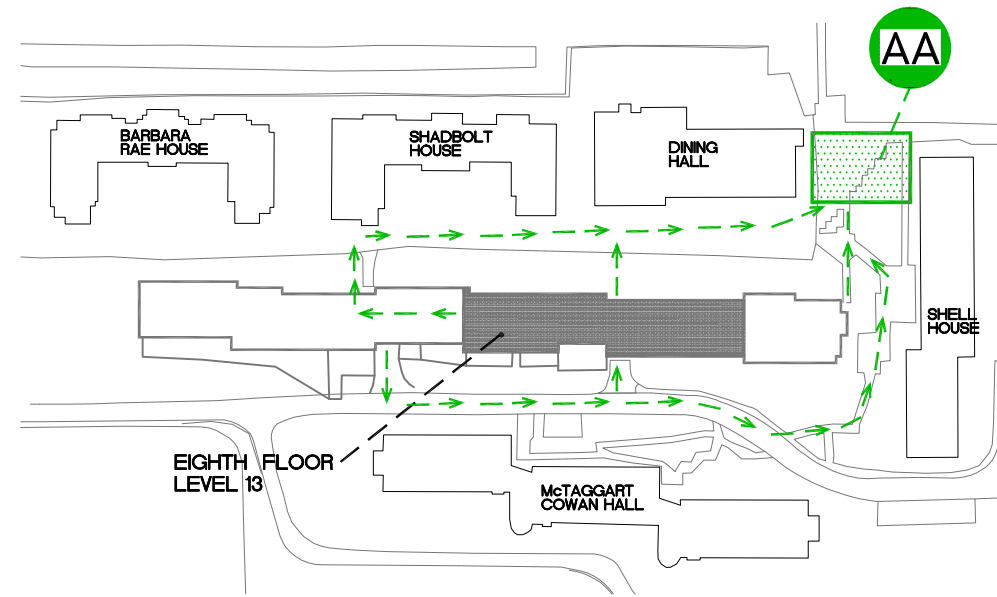 AA
BARBARA
RAE HOUSE
SHADBOLT
HOUSE
DINING
HALL
SHELL
HOUSE
EIGHTH FLOOR
LEVEL 13
McTAGGART
COWAN HALL